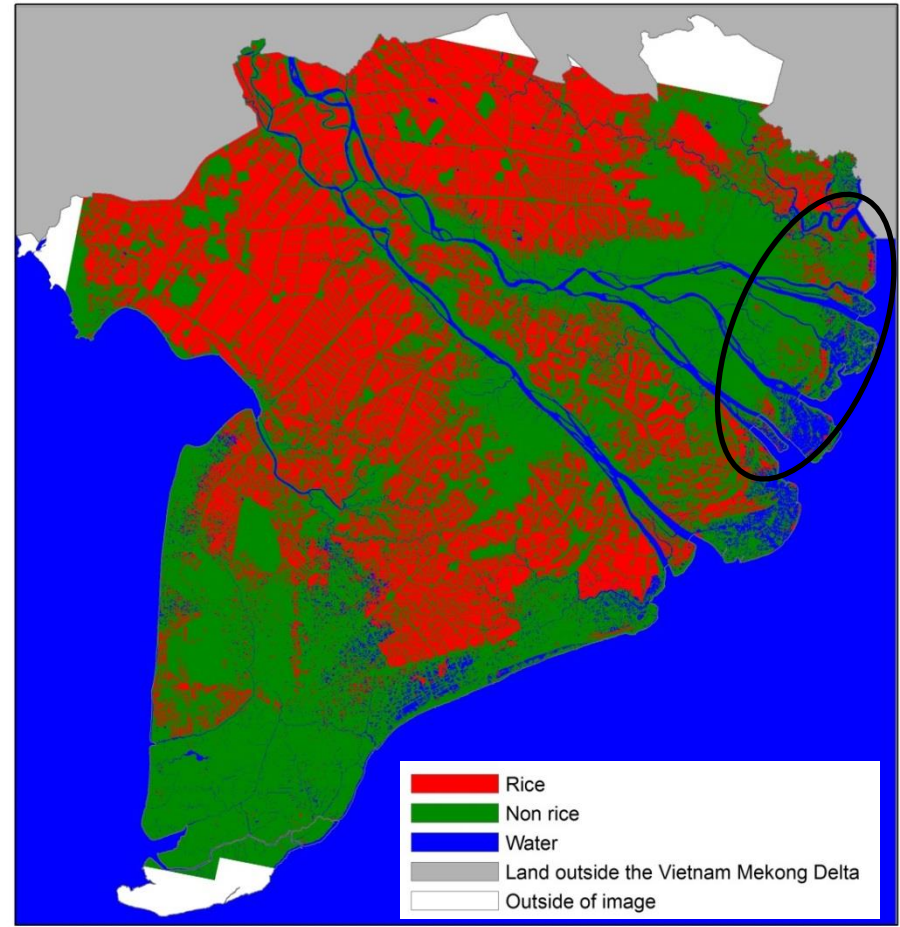 Rice
Non rice
Water
Land outside the Vietnam Mekong Delta
Outside of image